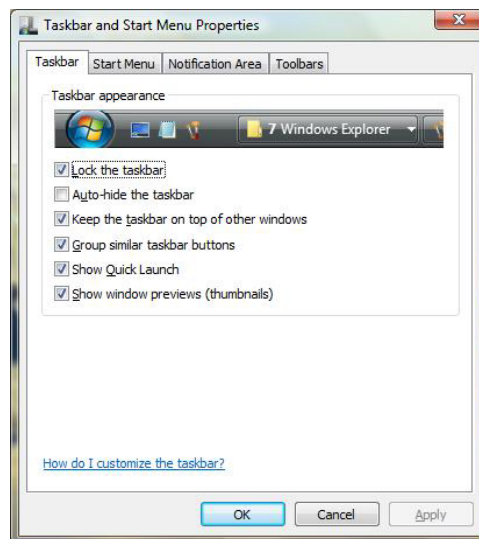 Taskbar and Start Menu Properties
Taskbar Start Menu Notification Area Toolbars
Taskbar appearance
7 Windows Explorer
Lock the taskbar
Auto-hide the taskbar
Keep the taskbar on top of other windows
Group similar taskbar buttons
Show Quick Launch
Show window previews (thumbnails)
How do I customize the taskbar?
OK Cancel Apply